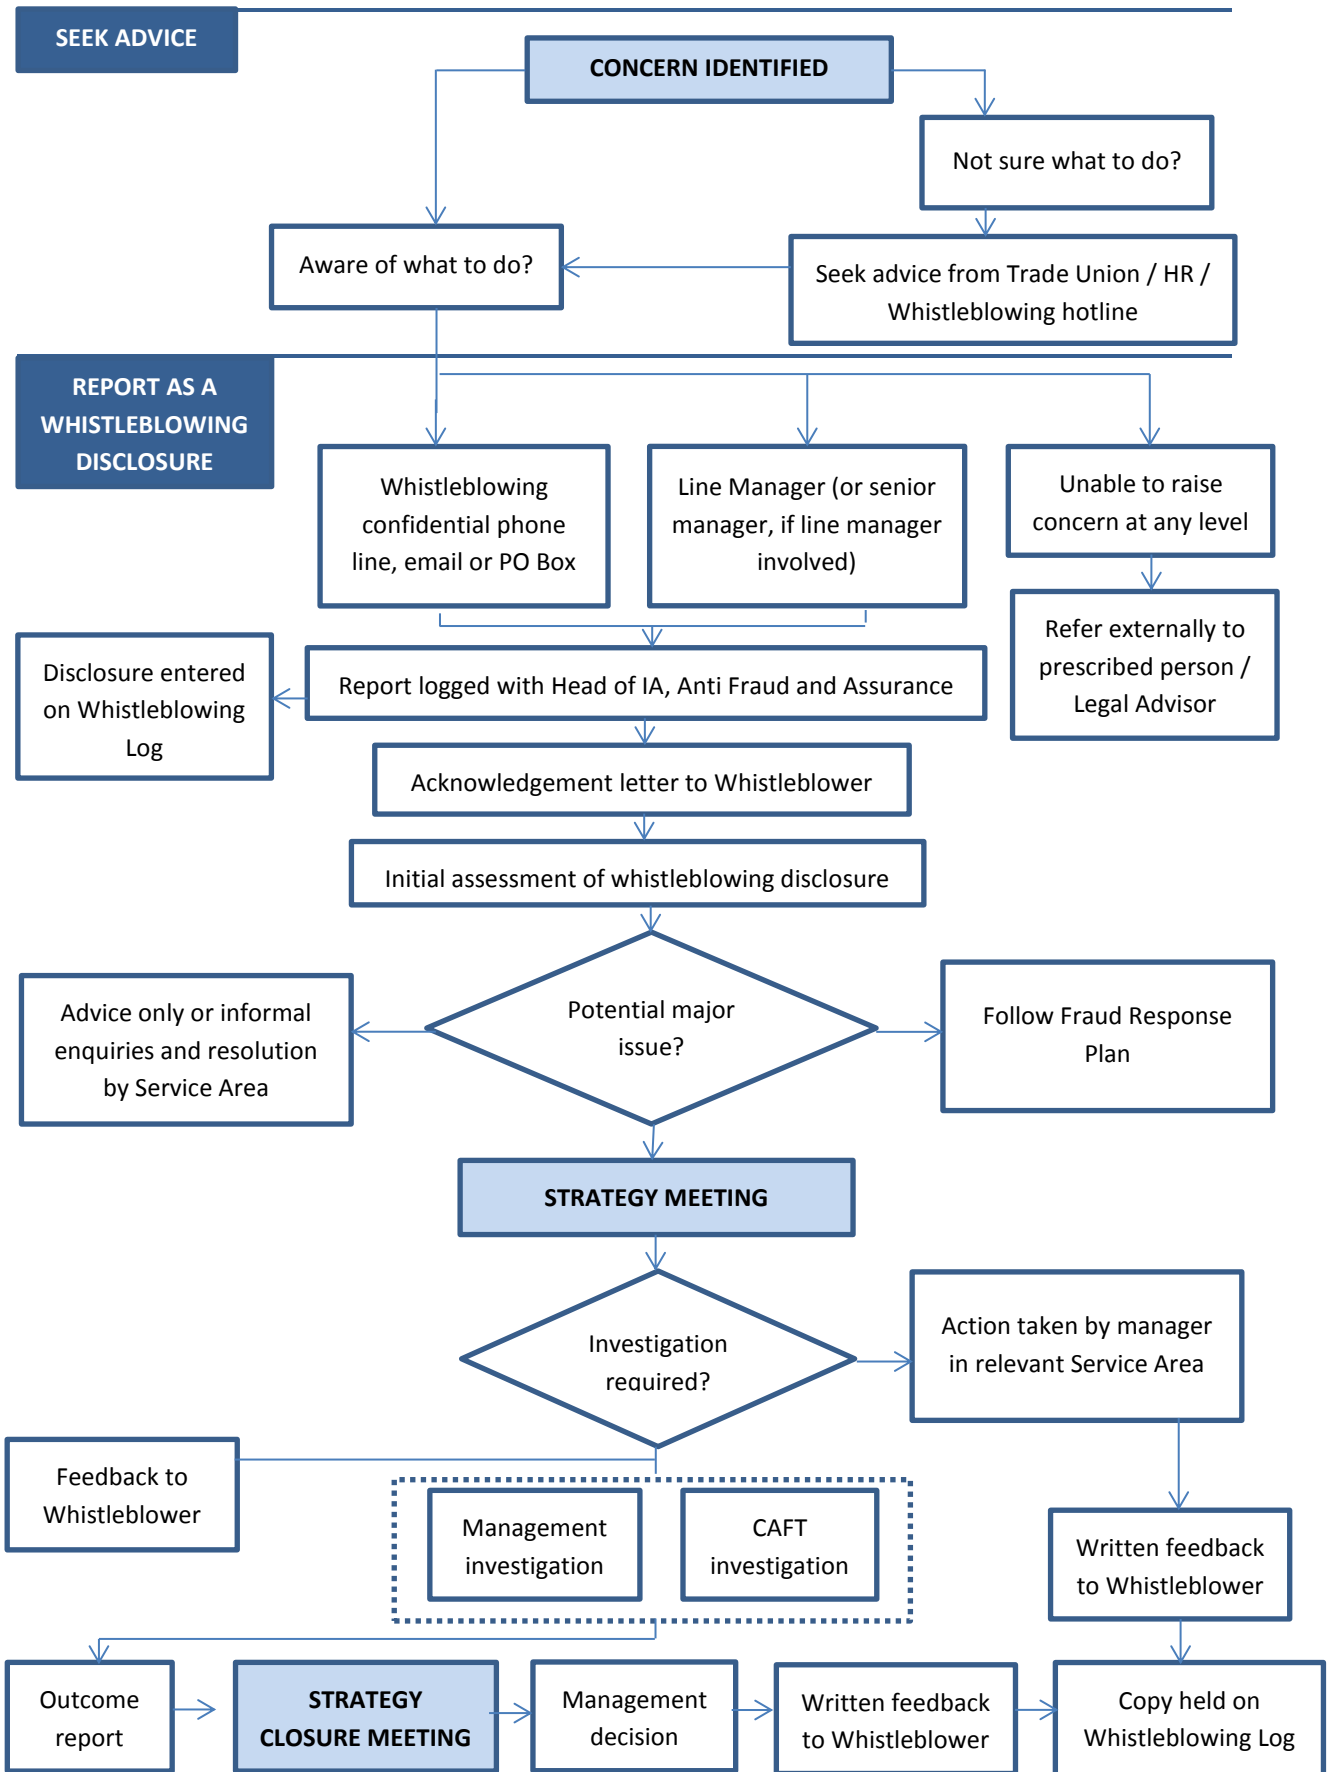 SEEK ADVICE
CONCERN IDENTIFIED
Not sure what to do?
Aware of what to do?
Seek advice from Trade Union / HR /
Whistleblowing hotline
REPORT AS A
WHISTLEBLOWING
DISCLOSURE
Whistleblowing
confidential phone
line, email or PO Box
Line Manager (or senior
manager, if line manager
involved)
Unable to raise
concern at any level
Refer externally to
prescribed person /
Legal Advisor
Disclosure entered
on Whistleblowing
Log
Report logged with Head of IA, Anti Fraud and Assurance
Acknowledgement letter to Whistleblower
Initial assessment of whistleblowing disclosure
Potential major
issue?
Advice only or informal
enquiries and resolution
by Service Area
Follow Fraud Response
Plan
STRATEGY MEETING
Investigation
required?
Action taken by manager
in relevant Service Area
Feedback to
Whistleblower
Management
investigation
CAFT
investigation
Written feedback
to Whistleblower
Outcome
report
STRATEGY
CLOSURE MEETING
Management
decision
Written feedback
to Whistleblower
Copy held on
Whistleblowing Log